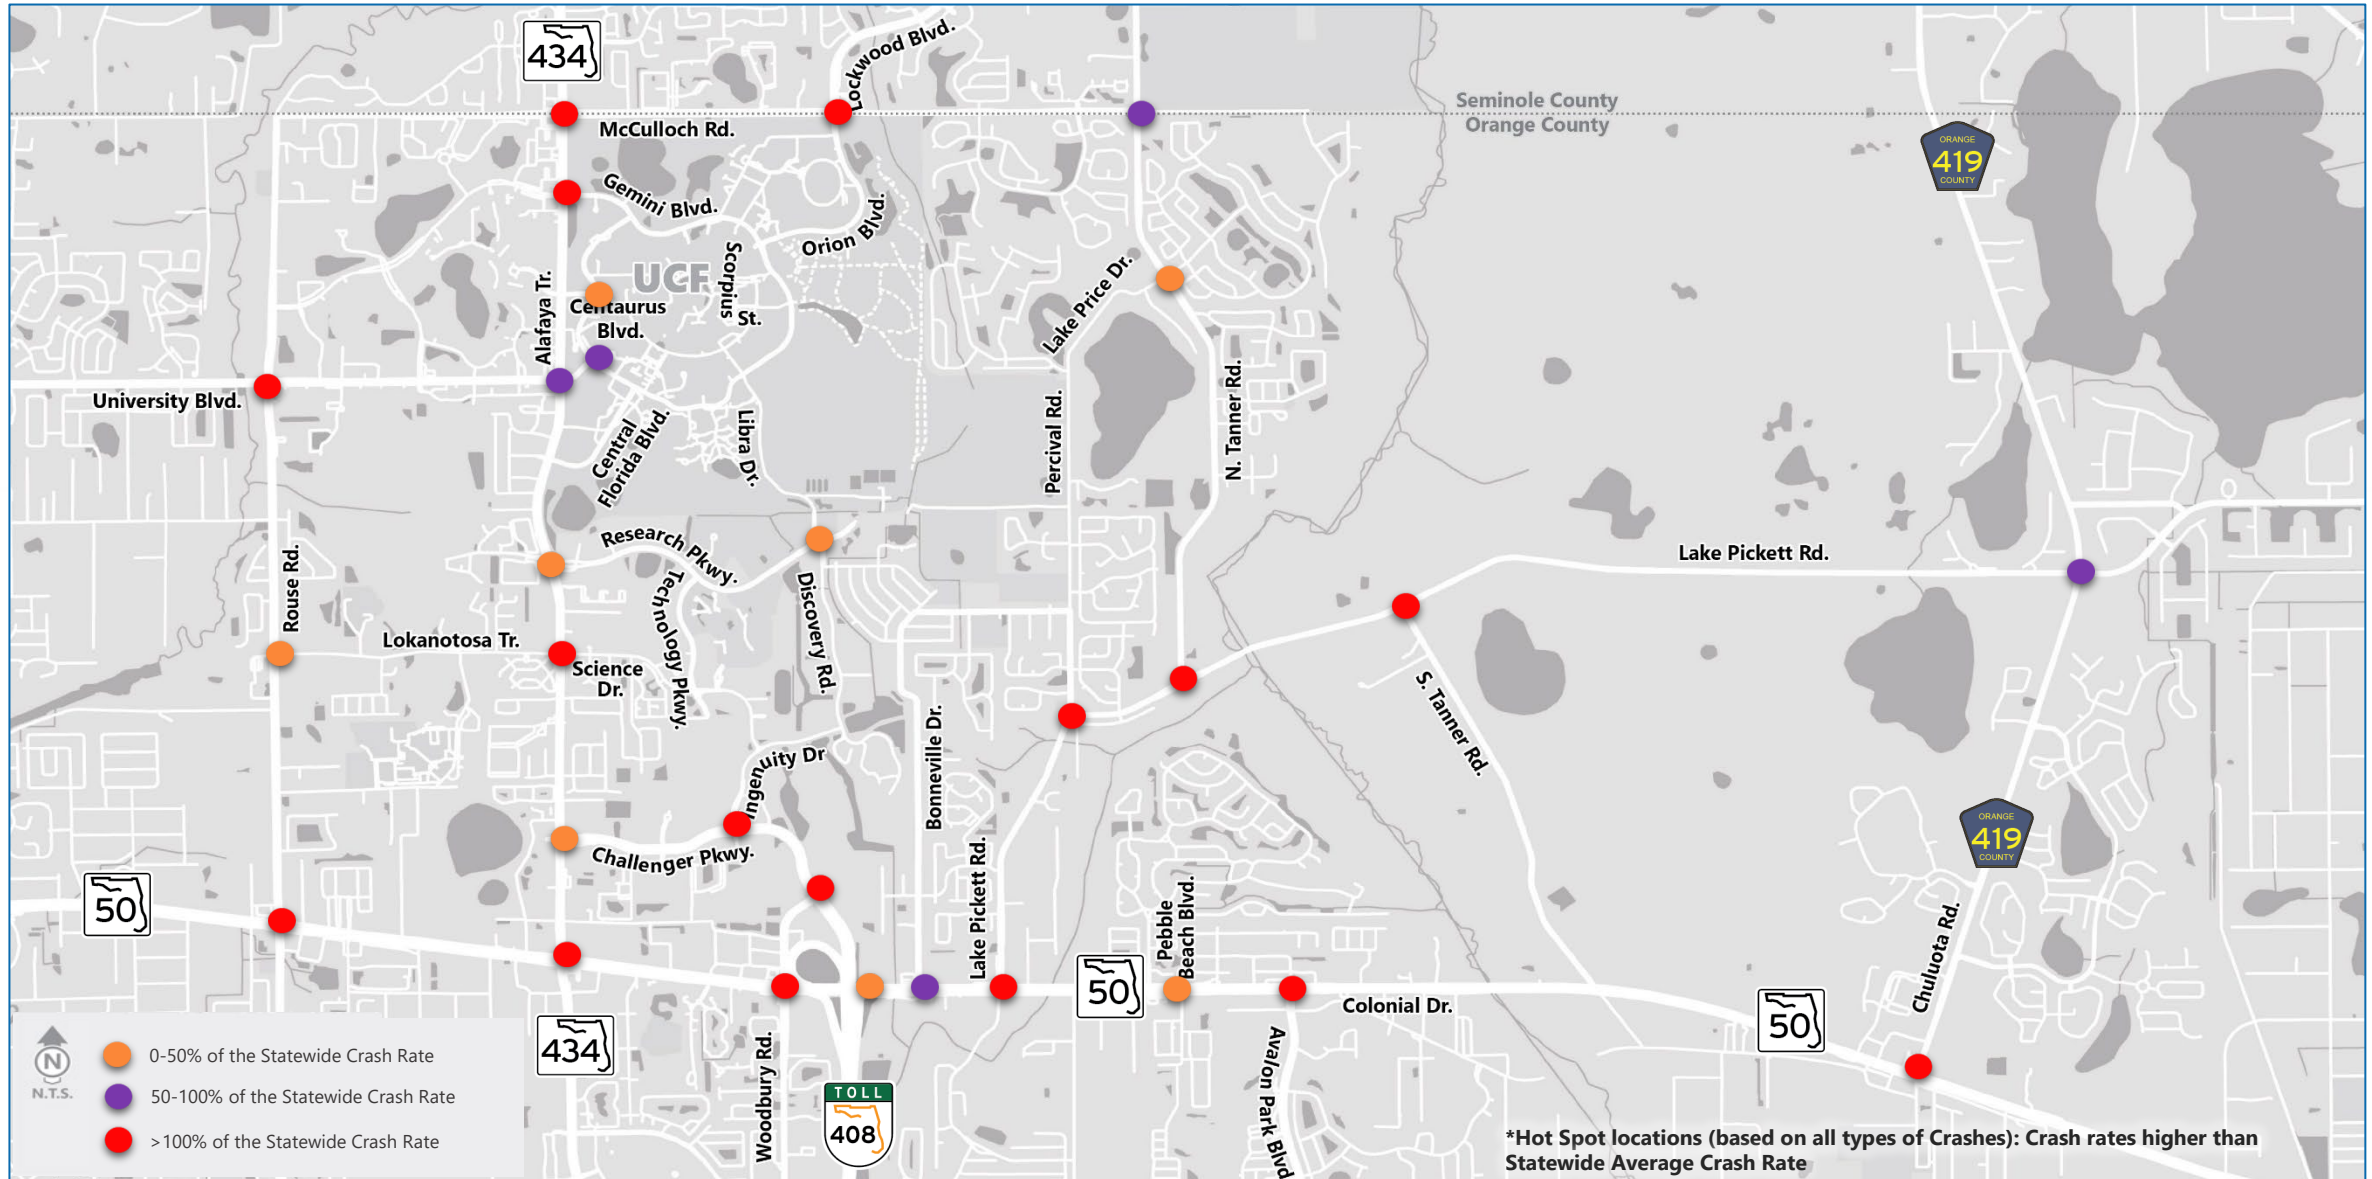 434
Lockwood Blvd.
Seminole County
Orange County
McCulloch Rd.
ORANGE
419
COUNTY
Gemini Blvd.
Orion Blvd.
Scorpius
St.
UCF
Lake Price Dr.
Alafaya Tr.
Centaurus
Blvd.
University Blvd.
N. Tanner Rd.
Percival Rd.
Central
Florida Blvd.
Libra Dr.
Research Pkwy.
Lake Pickett Rd.
Rouse Rd.
Technology Pkwy.
Discovery Rd.
Lokanotosa Tr.
Science
Dr.
S. Tanner Rd.
Bonneville Dr.
Ingenuity Dr
ORANGE
419
COUNTY
Challenger Pkwy.
Lake Pickett Rd.
50
Pebble
Beach Blvd.
Chuluota Rd.
50
Colonial Dr.
50
434
Woodbury Rd.
Avalon Park Blvd
TOLL
408
N
N.T.S.
0-50% of the Statewide Crash Rate
50-100% of the Statewide Crash Rate
>100% of the Statewide Crash Rate
*Hot Spot locations (based on all types of Crashes): Crash rates higher than
Statewide Average Crash Rate